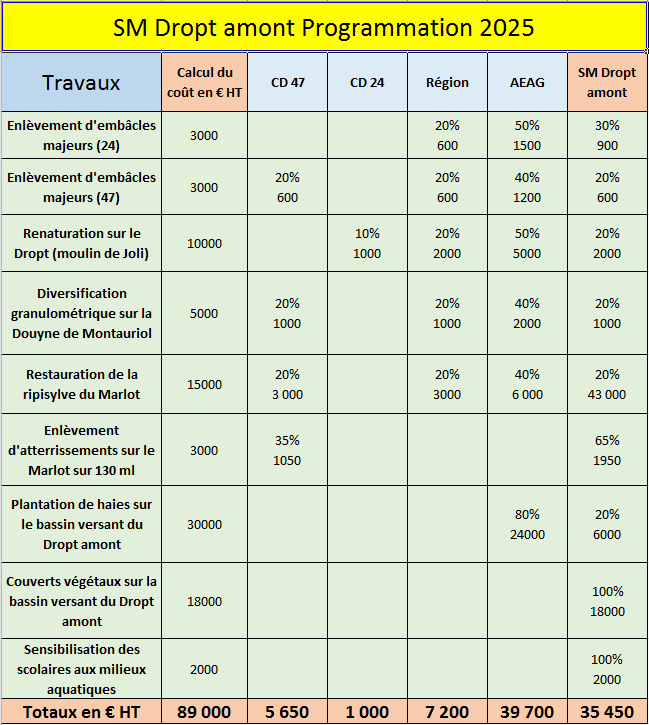 SM Dropt amont Programmation 2025
Travaux
Calcul du
coût en € HT
CD 47
CD 24
Région
AEAG
SM Dropt
amont
Enlèvement d'embâcles
majeurs (24)
3000
20%
600
50%
1500
30%
900
Enlèvement d'embâcles
majeurs (47)
3000
20%
600
20%
600
40%
1200
20%
600
Renaturation sur le
Dropt (moulin de Joli)
10000
10%
1000
20%
2000
50%
5000
20%
2000
Diversification
granulométrique sur la
Douyne de Montauriol
5000
20%
1000
20%
1000
40%
2000
20%
1000
Restauration de la
ripisylve du Marlot
15000
20%
3 000
20%
3000
40%
6 000
20%
43 000
Enlèvement
d'atterrissements sur le
Marlot sur 130 ml
3000
35%
1050
65%
1950
Plantation de haies sur
le bassin versant du
Dropt amont
30000
80%
24000
20%
6000
Couverts végétaux sur la
bassin versant du Dropt
amont
18000
100%
18000
Sensibilisation des
scolaires aux milieux
aquatiques
2000
100%
2000
Totaux en € HT
89 000
5 650
1 000
7 200
39 700
35 450